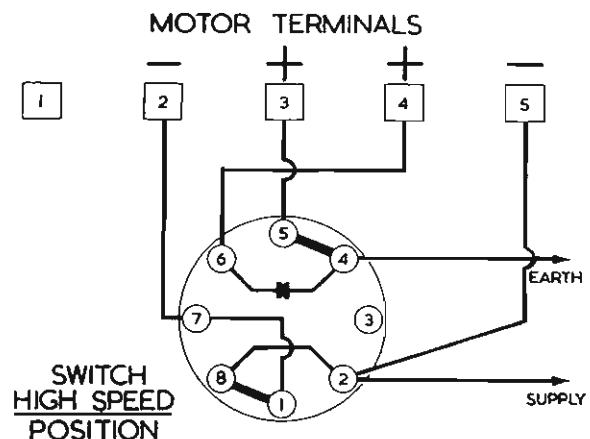 MOTOR TERMINALS
− + + −
1 2 3 4 5
5
6 4
EARTH
7 3
8 2
1
SUPPLY
SWITCH
HIGH SPEED
POSITION